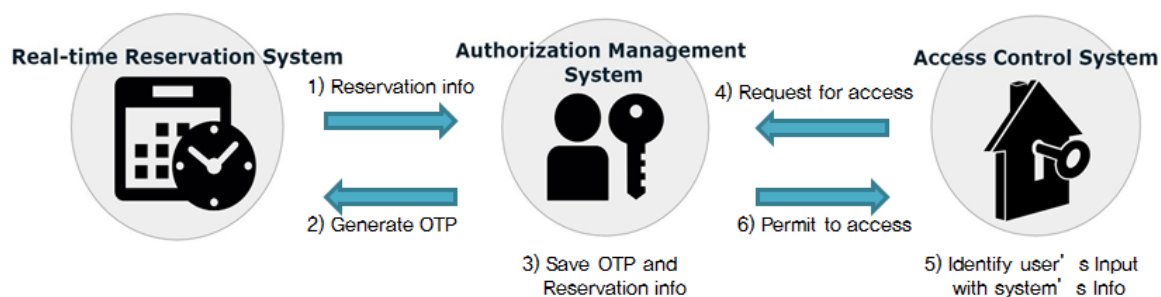 Real-time Reservation System
1) Reservation info
2) Generate OTP
Authorization Management
System
3) Save OTP and
Reservation info
4) Request for access
6) Permit to access
Access Control System
5) Identify user’ s Input
with system’ s Info